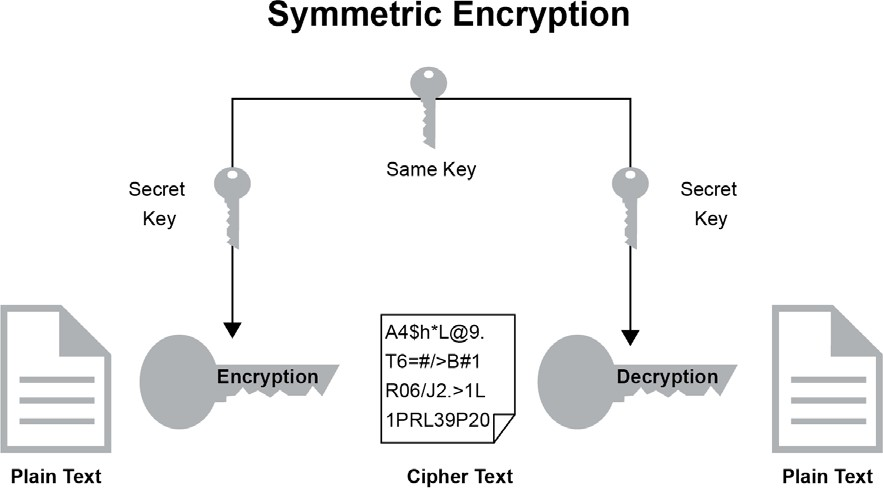 Symmetric Encryption
Same Key
Secret
Key
Secret
Key
Encryption
A4$h*L@9.
T6=#/>B#1
R06/J2.>1L
1PRL39P20
Decryption
Plain Text
Cipher Text
Plain Text